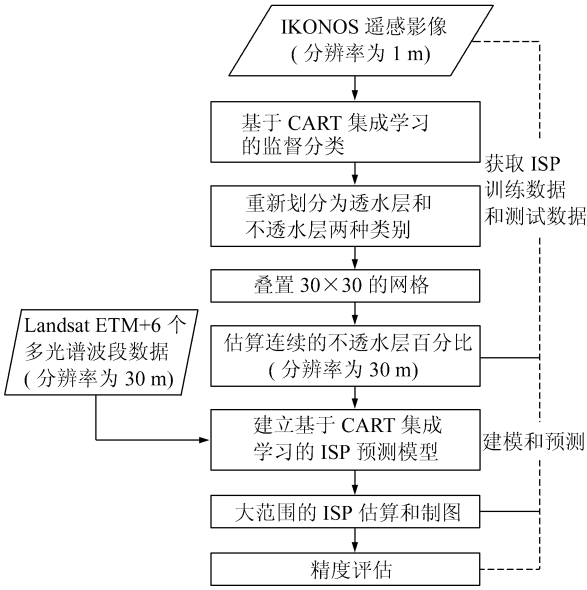 IKONOS 遥感影像
( 分辨率为 1 m)
基于 CART 集成学习
的监督分类
获取 ISP
训练数据
和测试数据
重新划分为透水层和
不透水层两种类别
叠置 30×30 的网格
Landsat ETM+6 个
多光谱波段数据
( 分辨率为 30 m)
估算连续的不透水层百分比
( 分辨率为 30 m)
建立基于 CART 集成
学习的 ISP 预测模型
建模和预测
大范围的 ISP 估算和制图
精度评估